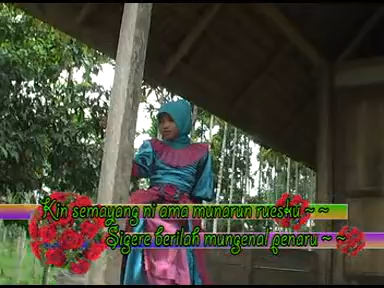 Kin semayang ni ama munarun ruesku ~ ~
Sigere berilah mungenal penaru ~ ~